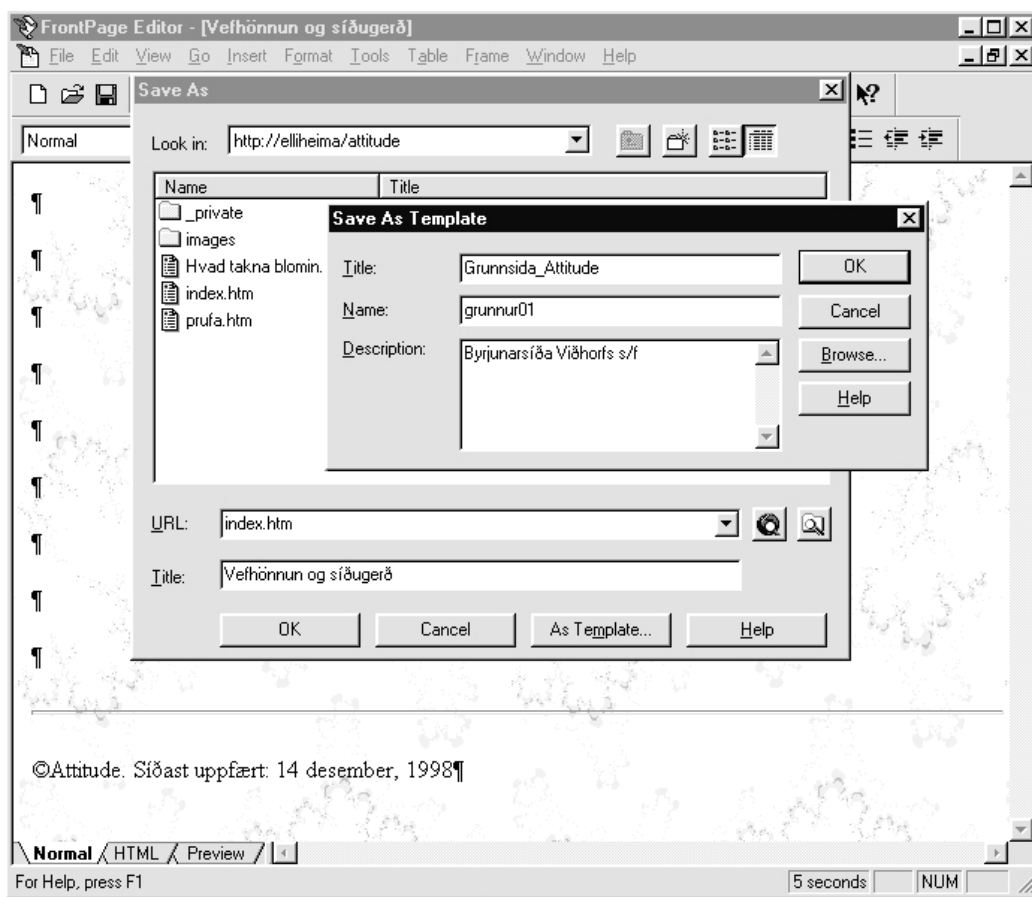 FrontPage Editor - [Vefhönnun og síðugerð]
File Edit View Go Insert Format Tools Table Frame Window Help
Save As
Normal
Look in: http://elliheima/attitude
Name Title
_private
images
Hvad takna blomin.
index.htm
prufa.htm
Save As Template
Title: Grunnsida_Attitude
Name: grunnur01
Description: Byrjunarsíða Viðhorfs s/f
OK
Cancel
Browse...
Help
URL: index.htm
Title: Vefhönnun og síðugerð
OK Cancel As Template... Help
©Attitude. Síðast uppfært: 14 desember, 1998¶
Normal HTML Preview
For Help, press F1 5 seconds NUM